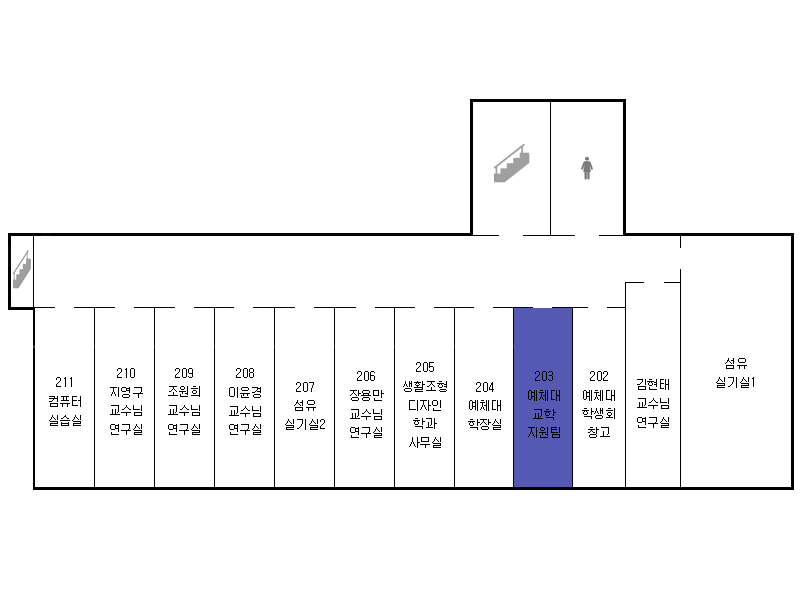 211
컴퓨터
실습실
210
지영구
교수님
연구실
209
조원희
교수님
연구실
208
이윤경
교수님
연구실
207
섬유
실기실2
206
장용만
교수님
연구실
205
생활조형
디자인
학과
사무실
204
예체대
학장실
203
예체대
교학
지원팀
202
예체대
학생회
창고
김현태
교수님
연구실
섬유
실기실1